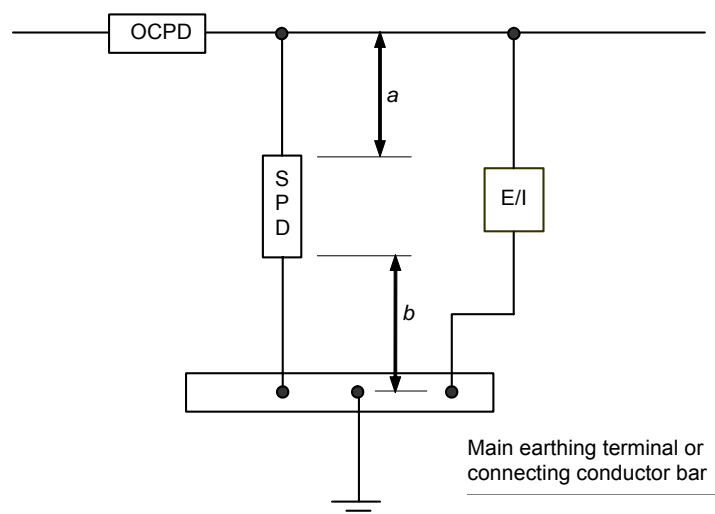 OCPD
a
S
P
D
E/I
b
Main earthing terminal or
connecting conductor bar